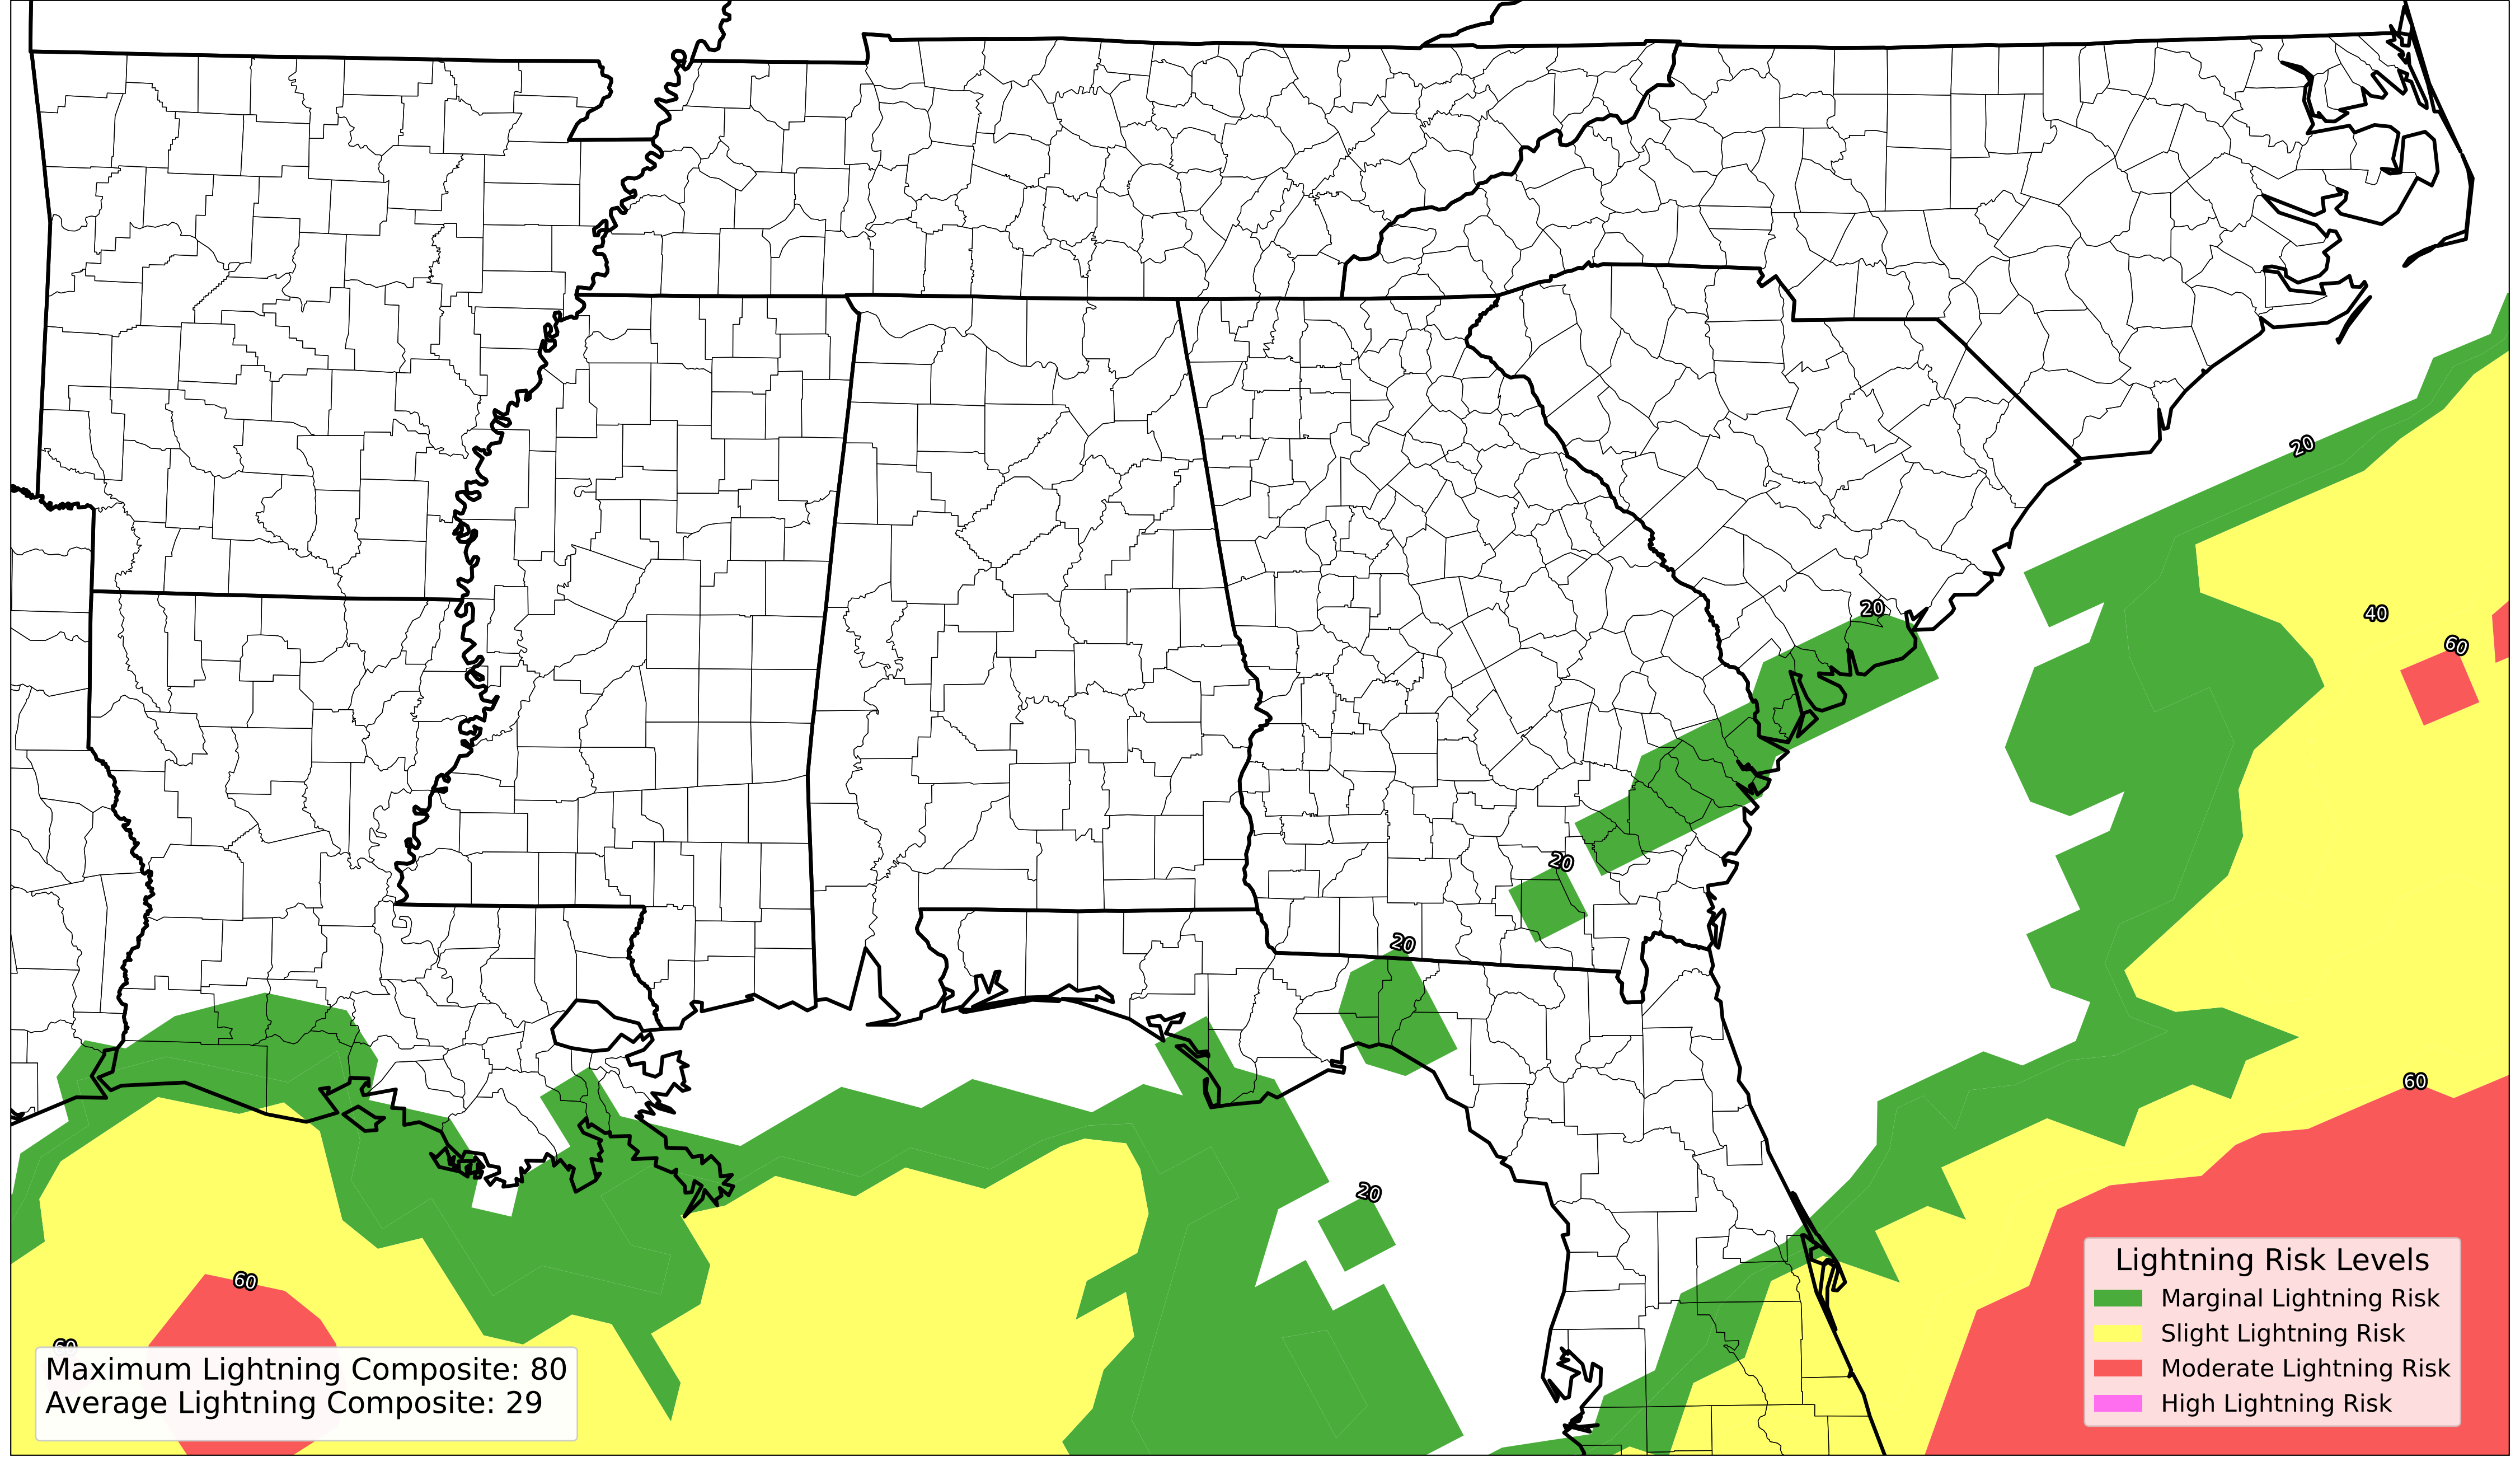 20
20
40
60
20
20
60
20
60
60
Lightning Risk Levels
Marginal Lightning Risk
Slight Lightning Risk
Moderate Lightning Risk
High Lightning Risk
Maximum Lightning Composite: 80
Average Lightning Composite: 29